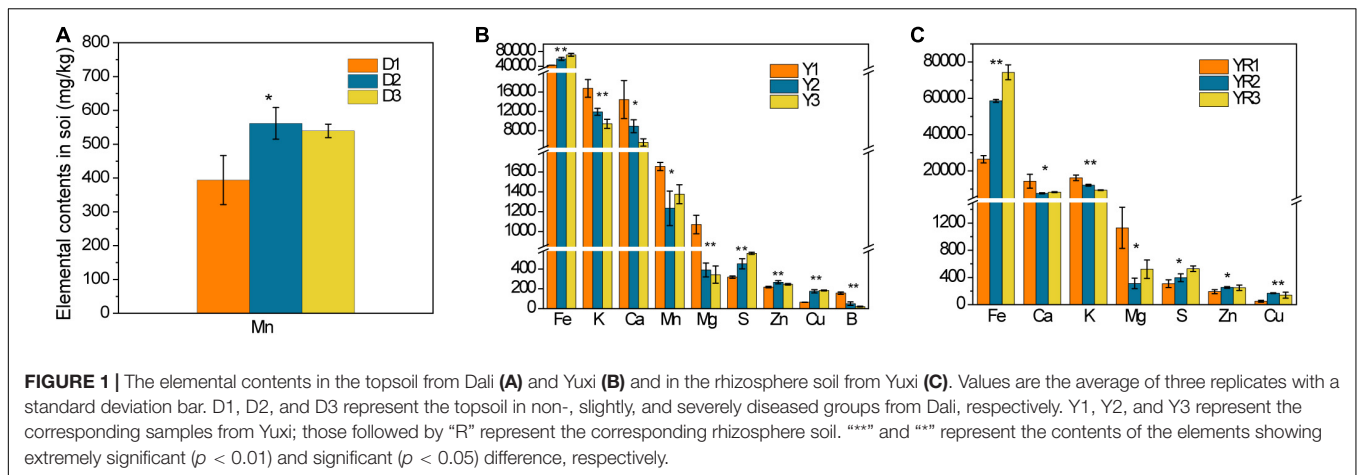 A
Elemental contents in soi (mg/kg)
800
700
600
500
400
300
200
100
0
*
D1
D2
D3
Mn
B
80000
40000
16000
12000
8000
1600
1400
1200
1000
400
200
0
**
**
*
*
**
**
**
**
**
Y1
Y2
Y3
Fe K Ca Mn Mg S Zn Cu B
C
80000
60000
40000
20000
1200
800
400
0
**
*
**
*
*
*
**
YR1
YR2
YR3
Fe Ca K Mg S Zn Cu
FIGURE 1 | The elemental contents in the topsoil from Dali (A) and Yuxi (B) and in the rhizosphere soil from Yuxi (C). Values are the average of three replicates with a
standard deviation bar. D1, D2, and D3 represent the topsoil in non-, slightly, and severely diseased groups from Dali, respectively. Y1, Y2, and Y3 represent the
corresponding samples from Yuxi; those followed by “R” represent the corresponding rhizosphere soil. “**” and “*” represent the contents of the elements showing
extremely significant (p < 0.01) and significant (p < 0.05) difference, respectively.